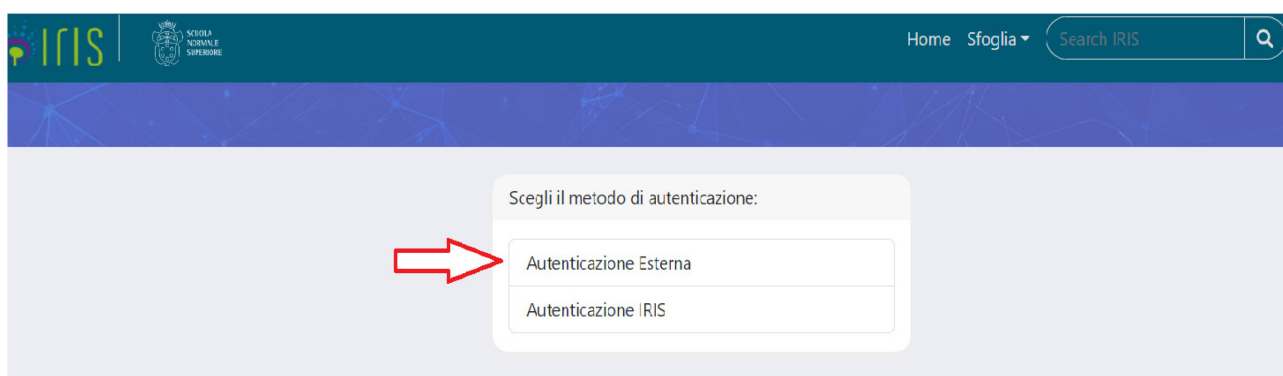 IRIS
SCUOLA
NORMALE
SUPERIORE
Home Sfoglia Search IRIS
Scegli il metodo di autenticazione:
Autenticazione Esterna
Autenticazione IRIS